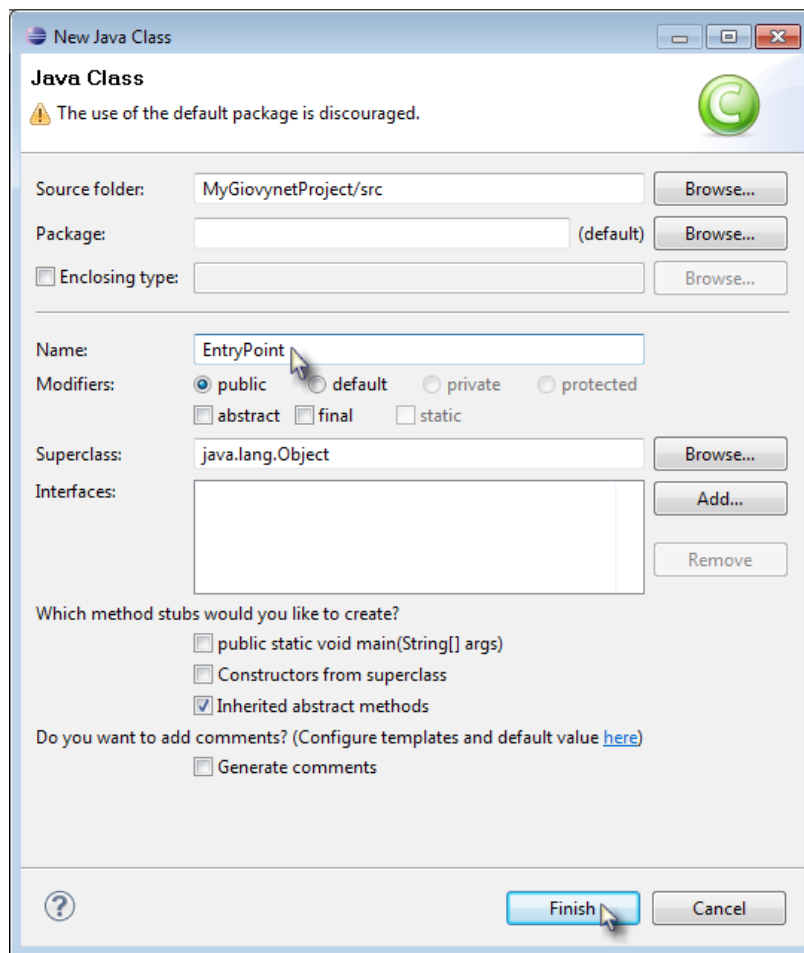 New Java Class
Java Class
The use of the default package is discouraged.
Source folder: MyGiovynetProject/src Browse...
Package: (default) Browse...
Enclosing type: Browse...
Name: EntryPoint
Modifiers: public default private protected
abstract final static
Superclass: java.lang.Object Browse...
Interfaces: Add...
Remove
Which method stubs would you like to create?
public static void main(String[] args)
Constructors from superclass
Inherited abstract methods
Do you want to add comments? (Configure templates and default value here)
Generate comments
Finish Cancel